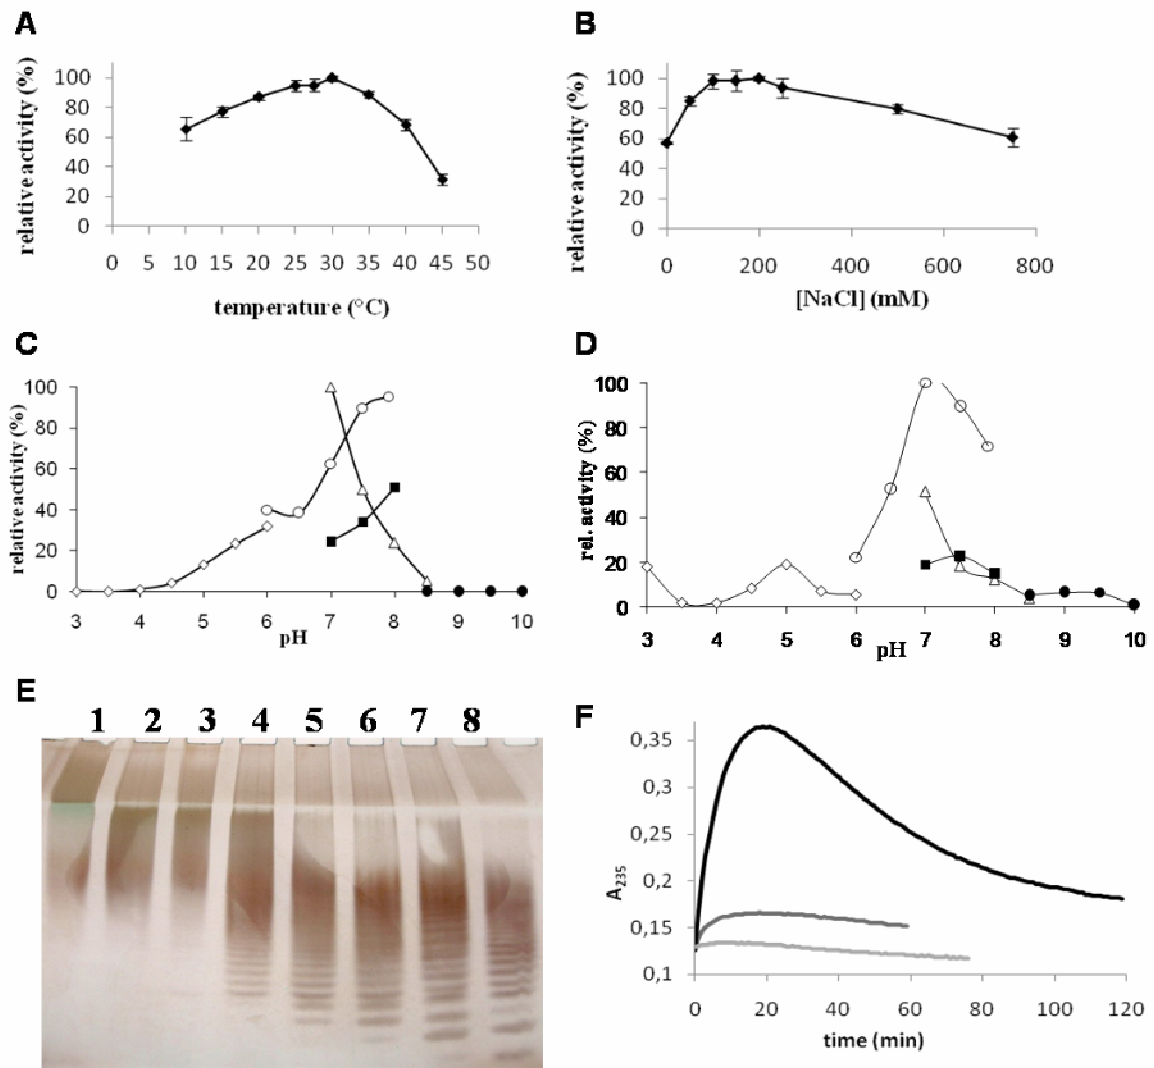 A
relative activity (%)
100
80
60
40
20
0
0 5 10 15 20 25 30 35 40 45 50
temperature (°C)
B
relative activity (%)
100
80
60
40
20
0
0 200 400 600 800
[NaCl] (mM)
C
relative activity (%)
100
80
60
40
20
0
3 4 5 6 7 8 9 10
pH
D
rel. activity (%)
100
80
60
40
20
0
3 4 5 6 7 8 9 10
pH
E
1 2 3 4 5 6 7 8
F
A235
0,35
0,3
0,25
0,2
0,15
0,1
0 20 40 60 80 100 120
time (min)